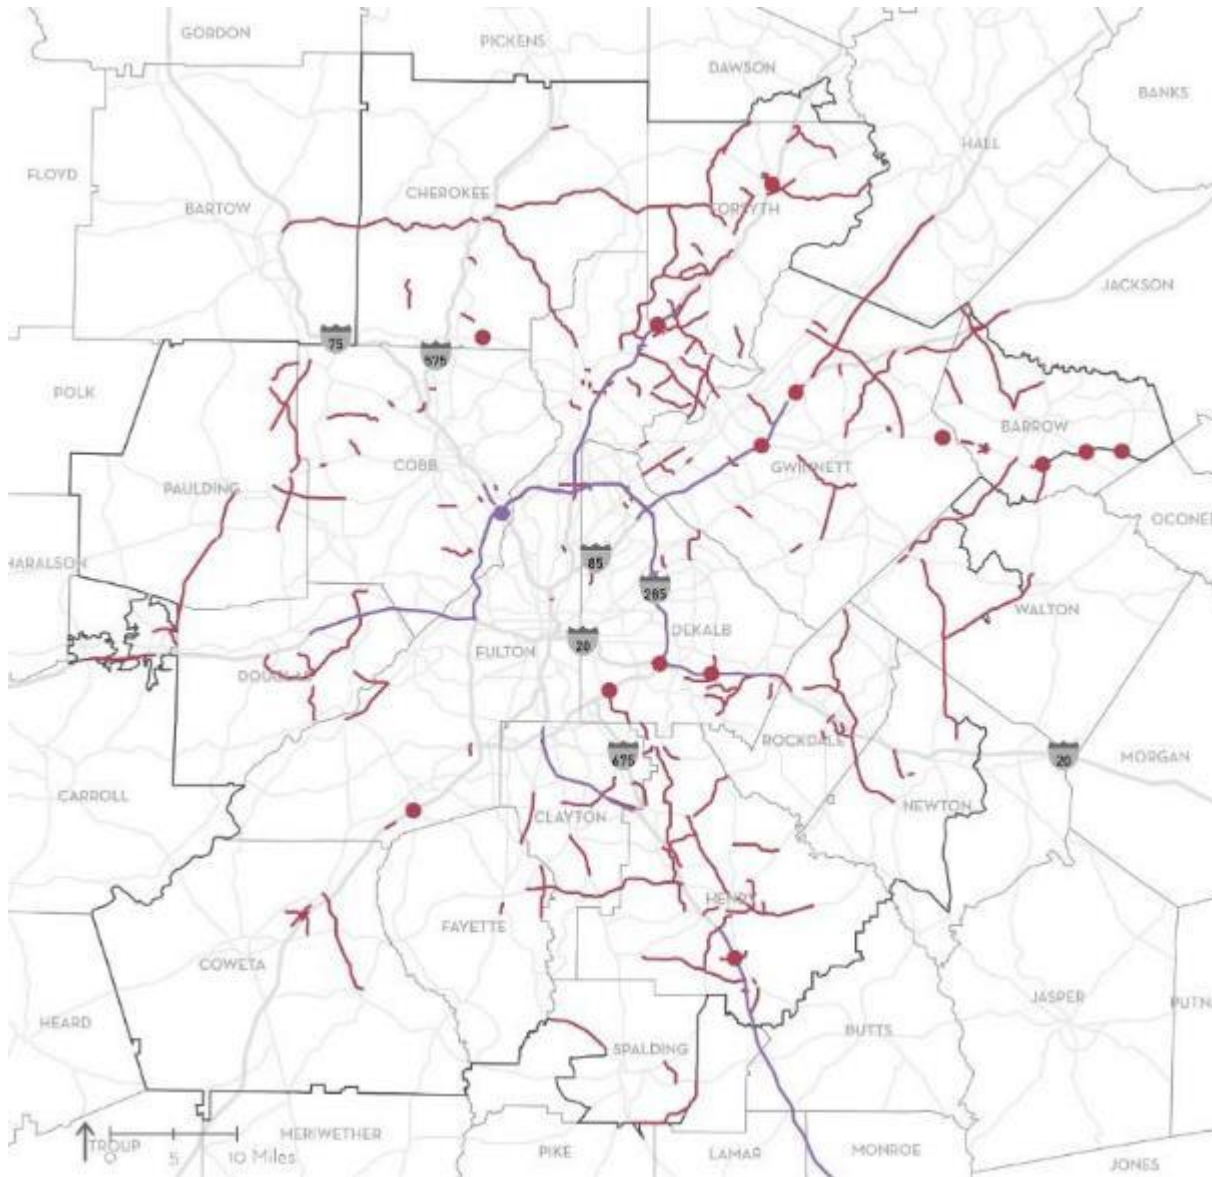 GORDON
PICKENS
DAWSON
BANKS
HALL
FLOYD
CHEROKEE
BARTOW
FORSYTH
JACKSON
75
575
POLK
BARROW
COBB
GWINNETT
PAULDING
OCONEE
HARALSON
85
285
WALTON
DEKALB
20
FULTON
DOUGLAS
ROCKDALE
675
20
MORGAN
CARROLL
NEWTON
CLAYTON
HENRY
FAYETTE
COWETA
JASPER
PUTN
HEARD
BUTTS
SPALDING
TROUP
0 5 10 Miles
MERIWETHER
PIKE
LAMAR
MONROE
JONES